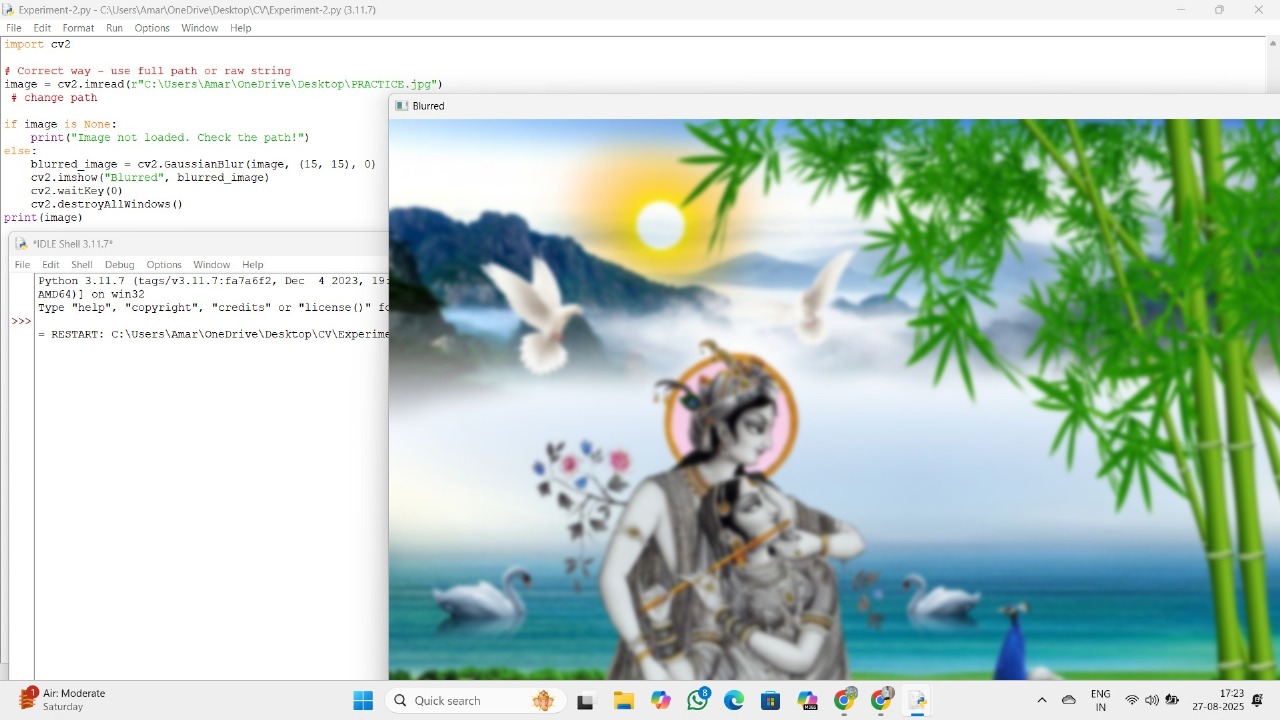 Experiment-2.py - C:\Users\Amar\OneDrive\Desktop\CV\Experiment-2.py (3.11.7)
File Edit Format Run Options Window Help
import cv2
# Correct way - use full path or raw string
image = cv2.imread(r"C:\Users\Amar\OneDrive\Desktop\PRACTICE.jpg")
 # change path
if image is None:
    print("Image not loaded. Check the path!")
else:
    blurred_image = cv2.GaussianBlur(image, (15, 15), 0)
    cv2.imshow("Blurred", blurred_image)
    cv2.waitKey(0)
    cv2.destroyAllWindows()
print(image)
Blurred
*IDLE Shell 3.11.7*
File Edit Shell Debug Options Window Help
Python 3.11.7 (tags/v3.11.7:fa7a6f2, Dec  4 2023, 19:
AMD64)] on win32
Type "help", "copyright", "credits" or "license()" fo
>>>
= RESTART: C:\Users\Amar\OneDrive\Desktop\CV\Experime
1
Air: Moderate
Saturday
Quick search
M365
8
ENG
IN
17:23
27-08-2025